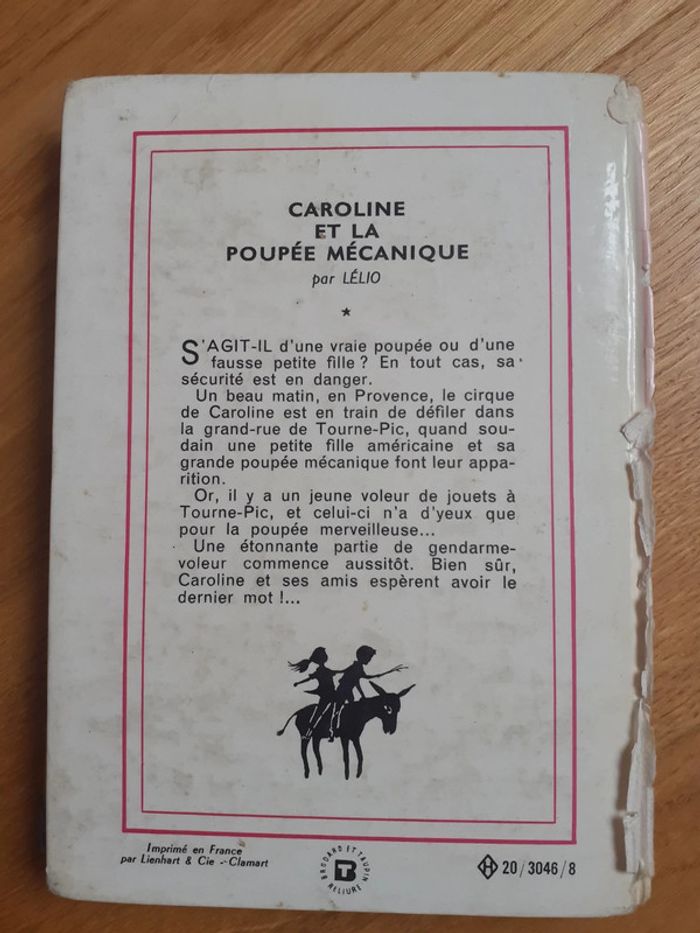 CAROLINE
ET LA
POUPÉE MÉCANIQUE
par LÉLIO
*
S'AGIT-IL d'une vraie poupée ou d'une
fausse petite fille ? En tout cas, sa
sécurité est en danger.
Un beau matin, en Provence, le cirque
de Caroline est en train de défiler dans
la grand-rue de Tourne-Pic, quand sou-
dain une petite fille américaine et sa
grande poupée mécanique font leur appa-
rition.
Or, il y a un jeune voleur de jouets à
Tourne-Pic, et celui-ci n'a d'yeux que
pour la poupée merveilleuse...
Une étonnante partie de gendarme-
voleur commence aussitôt. Bien sûr,
Caroline et ses amis espèrent avoir le
dernier mot !...
Imprimé en France
par Lienhart & Cie - Clamart
BRODARD ET TAUPIN
BT
RELIURE
H 20/3046/8